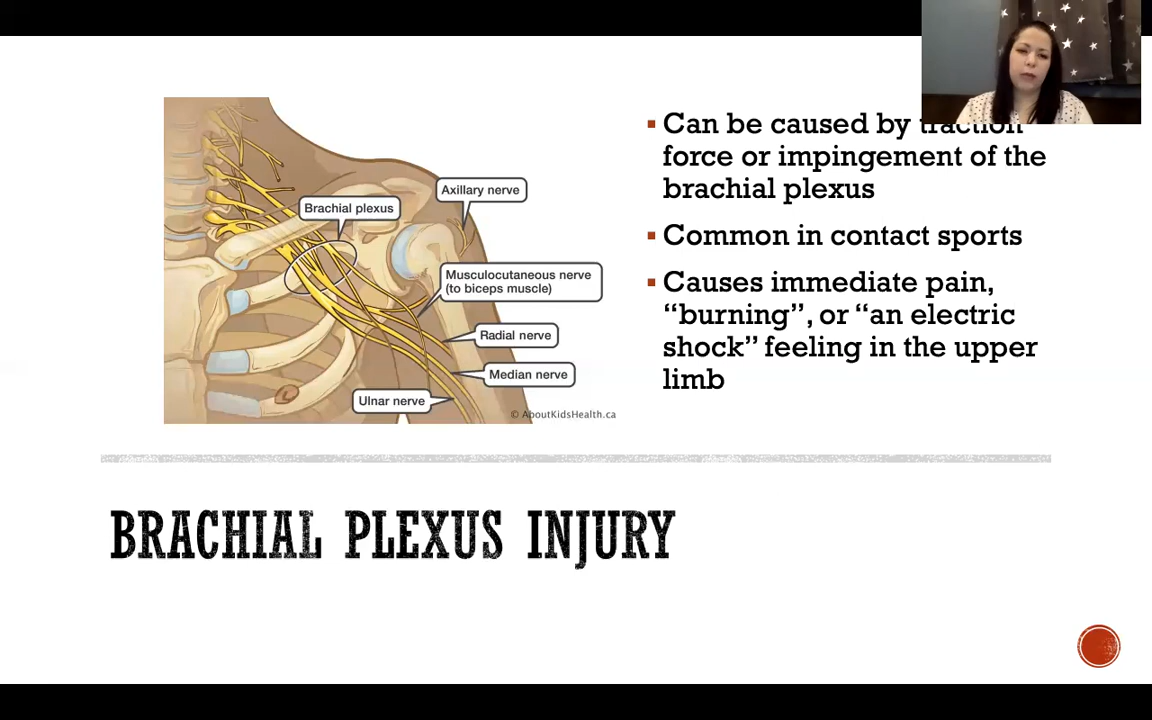 Can be caused by traction
force or impingement of the
brachial plexus
Common in contact sports
Causes immediate pain,
“burning”, or “an electric
shock” feeling in the upper
limb
Axillary nerve
Brachial plexus
Musculocutaneous nerve
(to biceps muscle)
Radial nerve
Median nerve
Ulnar nerve
© AboutKidsHealth.ca
BRACHIAL PLEXUS INJURY